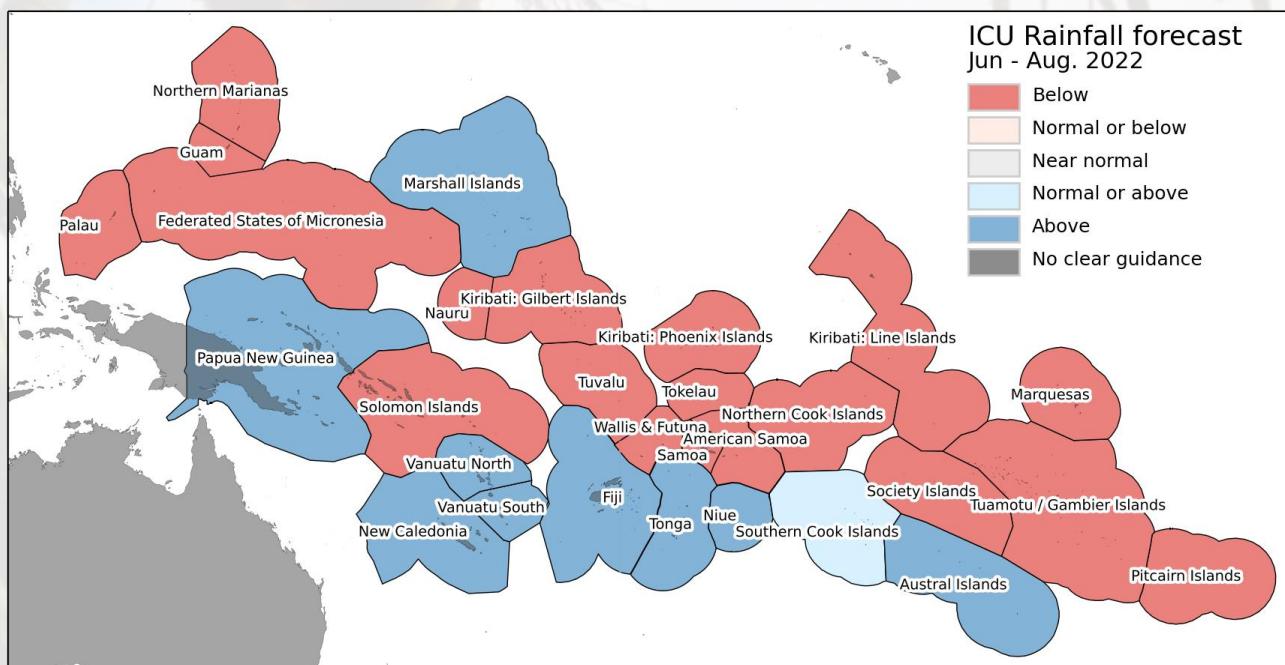 ICU Rainfall forecast
Jun - Aug. 2022
Below
Normal or below
Near normal
Normal or above
Above
No clear guidance
Northern Marianas
Guam
Marshall Islands
Palau
Federated States of Micronesia
Nauru
Kiribati: Gilbert Islands
Kiribati: Phoenix Islands
Kiribati: Line Islands
Papua New Guinea
Tuvalu
Tokelau
Marquesas
Solomon Islands
Northern Cook Islands
Wallis & Futuna
American Samoa
Samoa
Vanuatu North
Society Islands
Fiji
Vanuatu South
Tuamotu / Gambier Islands
Niue
Tonga
New Caledonia
Southern Cook Islands
Pitcairn Islands
Austral Islands